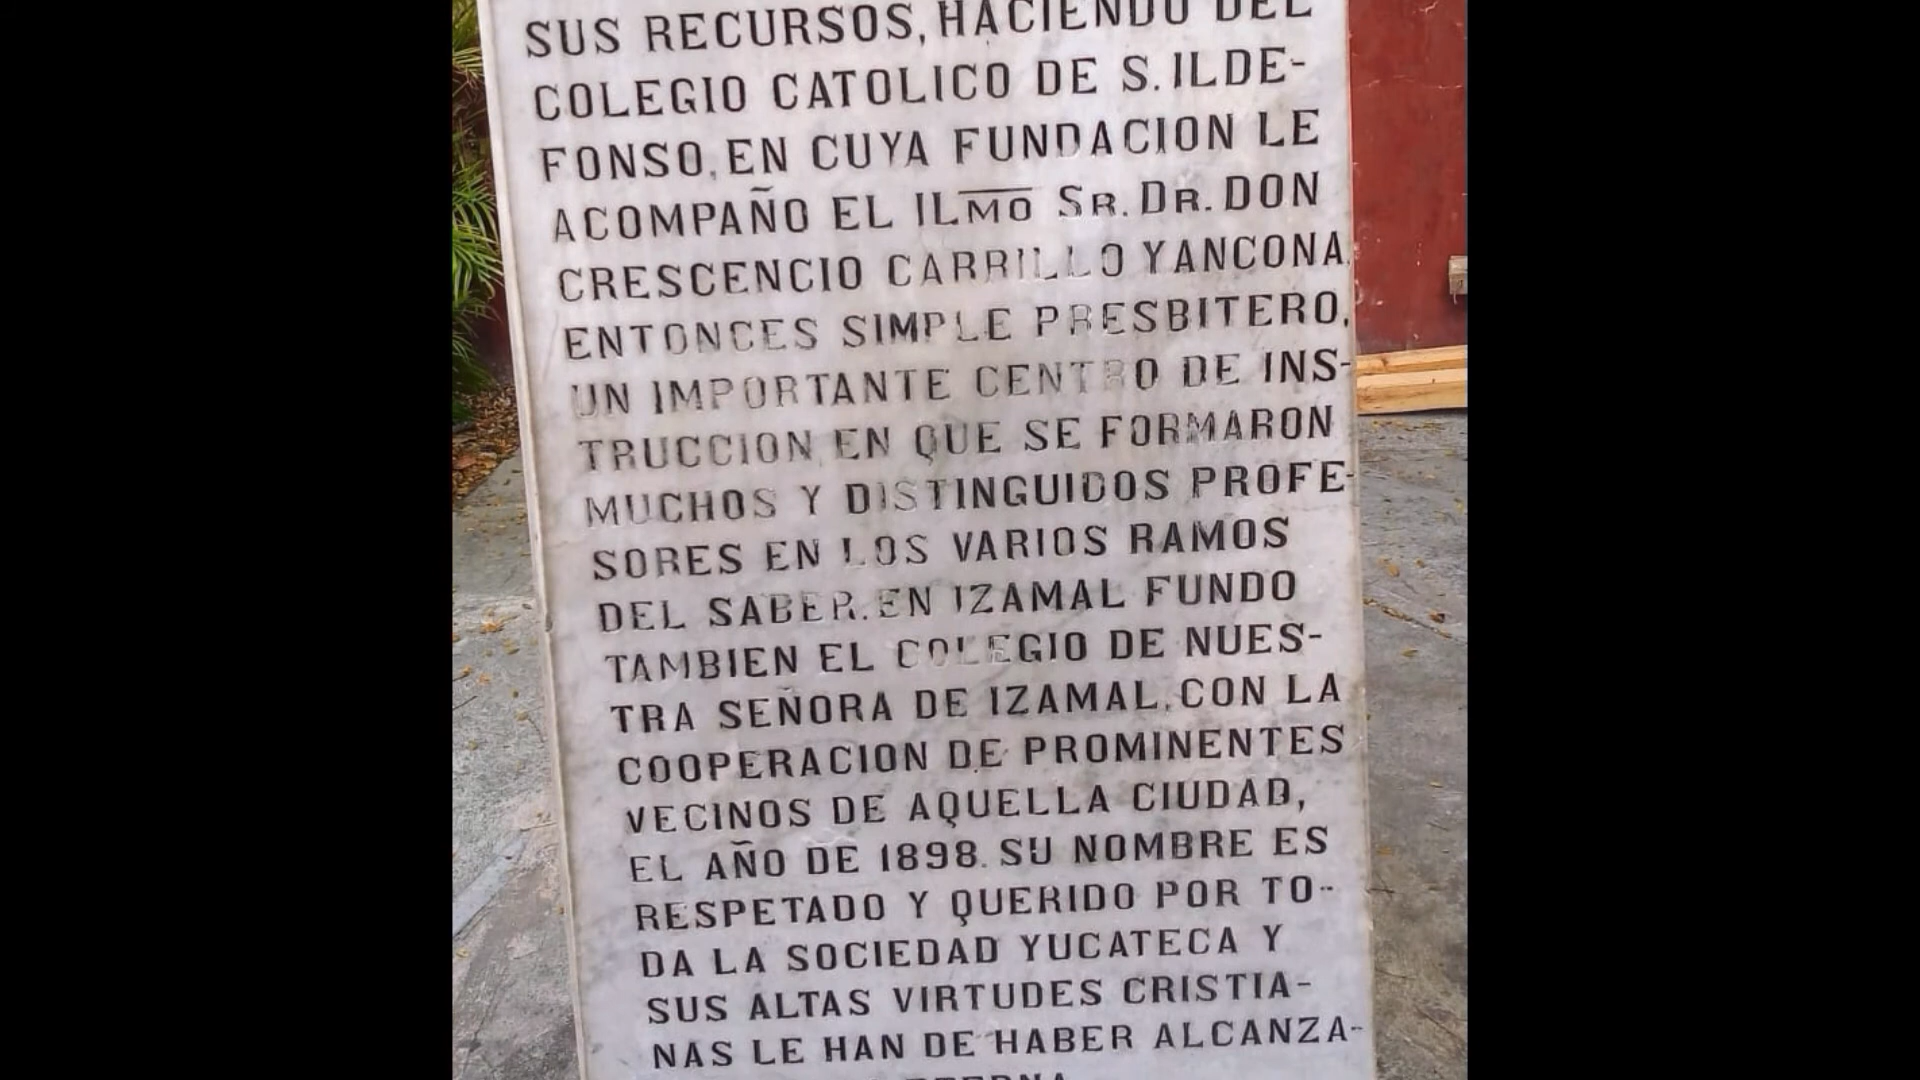 SUS RECURSOS, HACIENDO DEL
COLEGIO CATOLICO DE S. ILDE-
FONSO, EN CUYA FUNDACION LE
ACOMPAÑO EL ILMO SR. DR. DON
CRESCENCIO CARRILLO Y ANCONA,
ENTONCES SIMPLE PRESBITERO,
UN IMPORTANTE CENTRO DE INS-
TRUCCION, EN QUE SE FORMARON
MUCHOS Y DISTINGUIDOS PROFE-
SORES EN LOS VARIOS RAMOS
DEL SABER. EN IZAMAL FUNDO
TAMBIEN EL COLEGIO DE NUES-
TRA SEÑORA DE IZAMAL, CON LA
COOPERACION DE PROMINENTES
VECINOS DE AQUELLA CIUDAD,
EL AÑO DE 1898. SU NOMBRE ES
RESPETADO Y QUERIDO POR TO-
DA LA SOCIEDAD YUCATECA Y
SUS ALTAS VIRTUDES CRISTIA-
NAS LE HAN DE HABER ALCANZA-